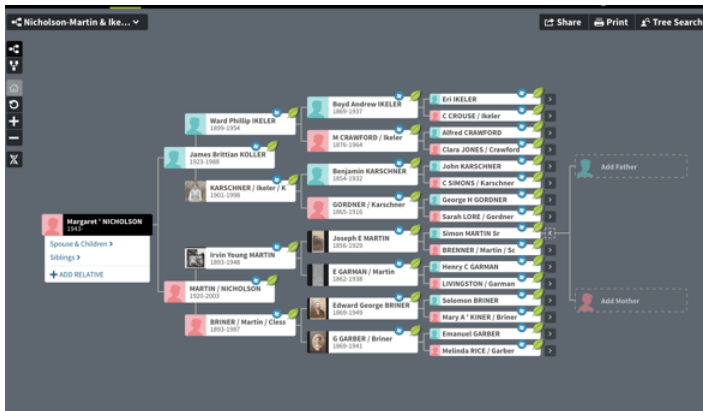 Nicholson-Martin & Ike...
Share
Print
Tree Search
Margaret ' NICHOLSON
1943-
Spouse & Children
Siblings
ADD RELATIVE
James Brittian KOLLER
1923-1988
MARTIN / NICHOLSON
1920-2003
Ward Phillip IKELER
1899-1954
KARSCHNER / Ikeler / K
1901-1998
Irvin Young MARTIN
1893-1948
BRINER / Martin / Cless
1893-1987
Boyd Andrew IKELER
1869-1937
M CRAWFORD / Ikeler
1876-1964
Benjamin KARSCHNER
1854-1932
GORDNER / Karschner
1865-1916
Joseph E MARTIN
1856-1929
E GARMAN / Martin
1862-1938
Edward George BRINER
1869-1949
G GARBER / Briner
1869-1941
Eri IKELER
C CROUSE / Ikeler
Alfred CRAWFORD
Clara JONES / Crawford
John KARSCHNER
C SIMONS / Karschner
George H GORDNER
Sarah LORE / Gordner
Simon MARTIN Sr
BRENNER / Martin / Sc
Henry C GARMAN
LIVINGSTON / Garman
Solomon BRINER
Mary A ' KINER / Briner
Emanuel GARBER
Melinda RICE / Garber
Add Father
Add Mother